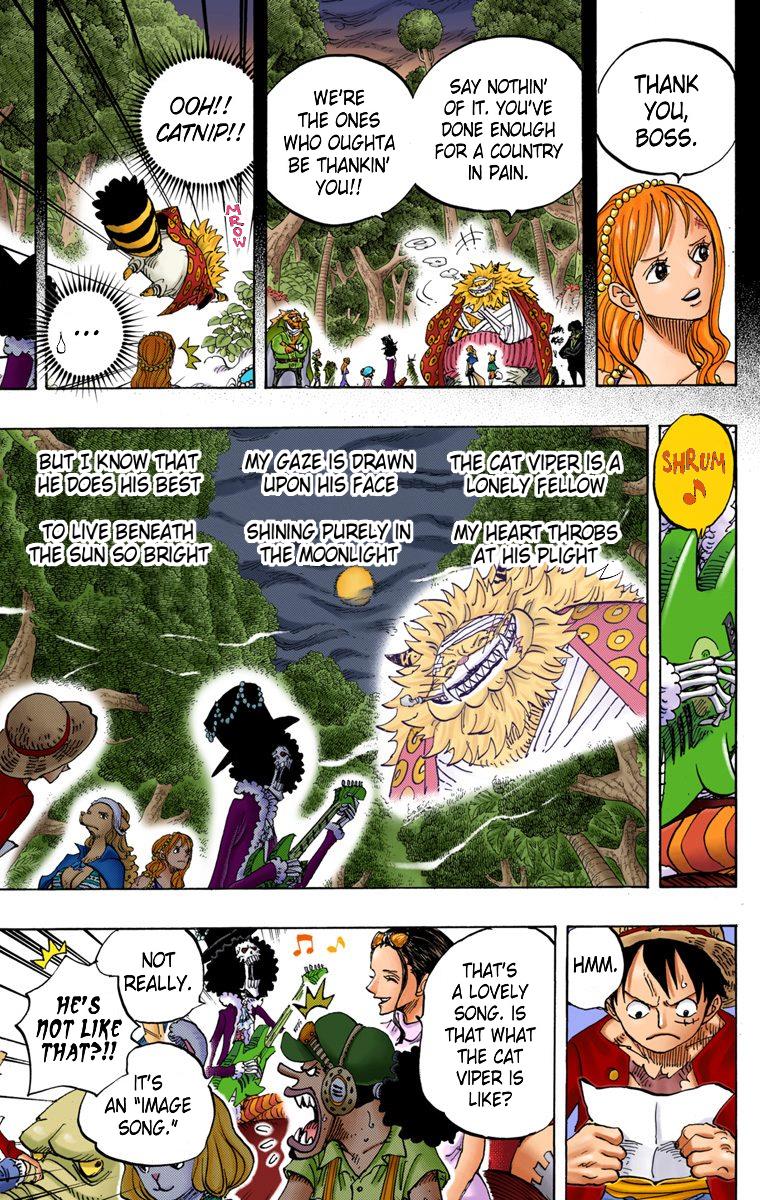 THANK
YOU,
BOSS.
SAY NOTHIN'
OF IT. YOU'VE
DONE ENOUGH
FOR A COUNTRY
IN PAIN.
WE'RE
THE ONES
WHO OUGHTA
BE THANKIN'
YOU!!
OOH!!
CATNIP!!
MROW
...
SHRUM
THE CAT VIPER IS A
LONELY FELLOW
MY HEART THROBS
AT HIS PLIGHT
MY GAZE IS DRAWN
UPON HIS FACE
SHINING PURELY IN
THE MOONLIGHT
BUT I KNOW THAT
HE DOES HIS BEST
TO LIVE BENEATH
THE SUN SO BRIGHT
HMM.
THAT'S
A LOVELY
SONG. IS
THAT WHAT
THE CAT
VIPER IS
LIKE?
NOT
REALLY.
IT'S
AN "IMAGE
SONG."
HE'S
NOT LIKE
THAT?!!